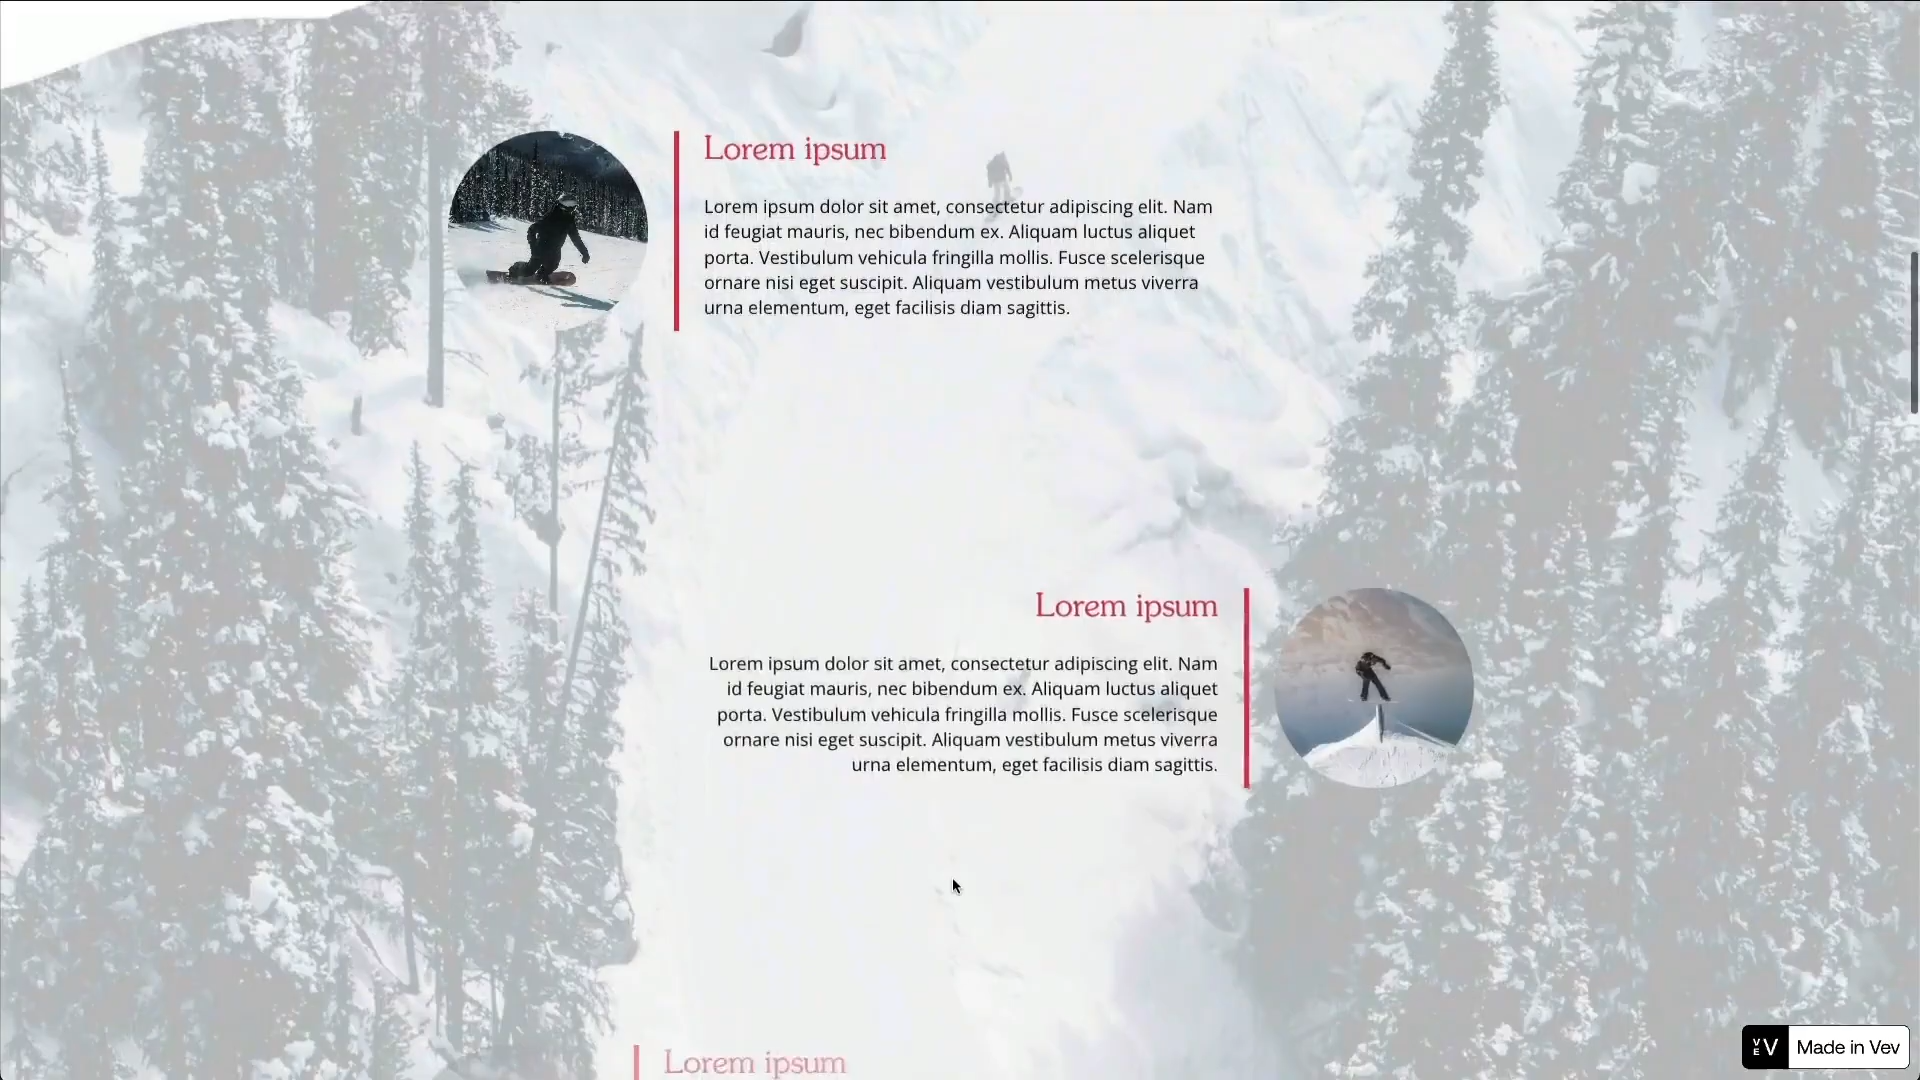 Lorem ipsum
Lorem ipsum dolor sit amet, consectetur adipiscing elit. Nam
id feugiat mauris, nec bibendum ex. Aliquam luctus aliquet
porta. Vestibulum vehicula fringilla mollis. Fusce scelerisque
ornare nisi eget suscipit. Aliquam vestibulum metus viverra
urna elementum, eget facilisis diam sagittis.
Lorem ipsum
Lorem ipsum dolor sit amet, consectetur adipiscing elit. Nam
id feugiat mauris, nec bibendum ex. Aliquam luctus aliquet
porta. Vestibulum vehicula fringilla mollis. Fusce scelerisque
ornare nisi eget suscipit. Aliquam vestibulum metus viverra
urna elementum, eget facilisis diam sagittis.
Lorem ipsum
VEV Made in Vev